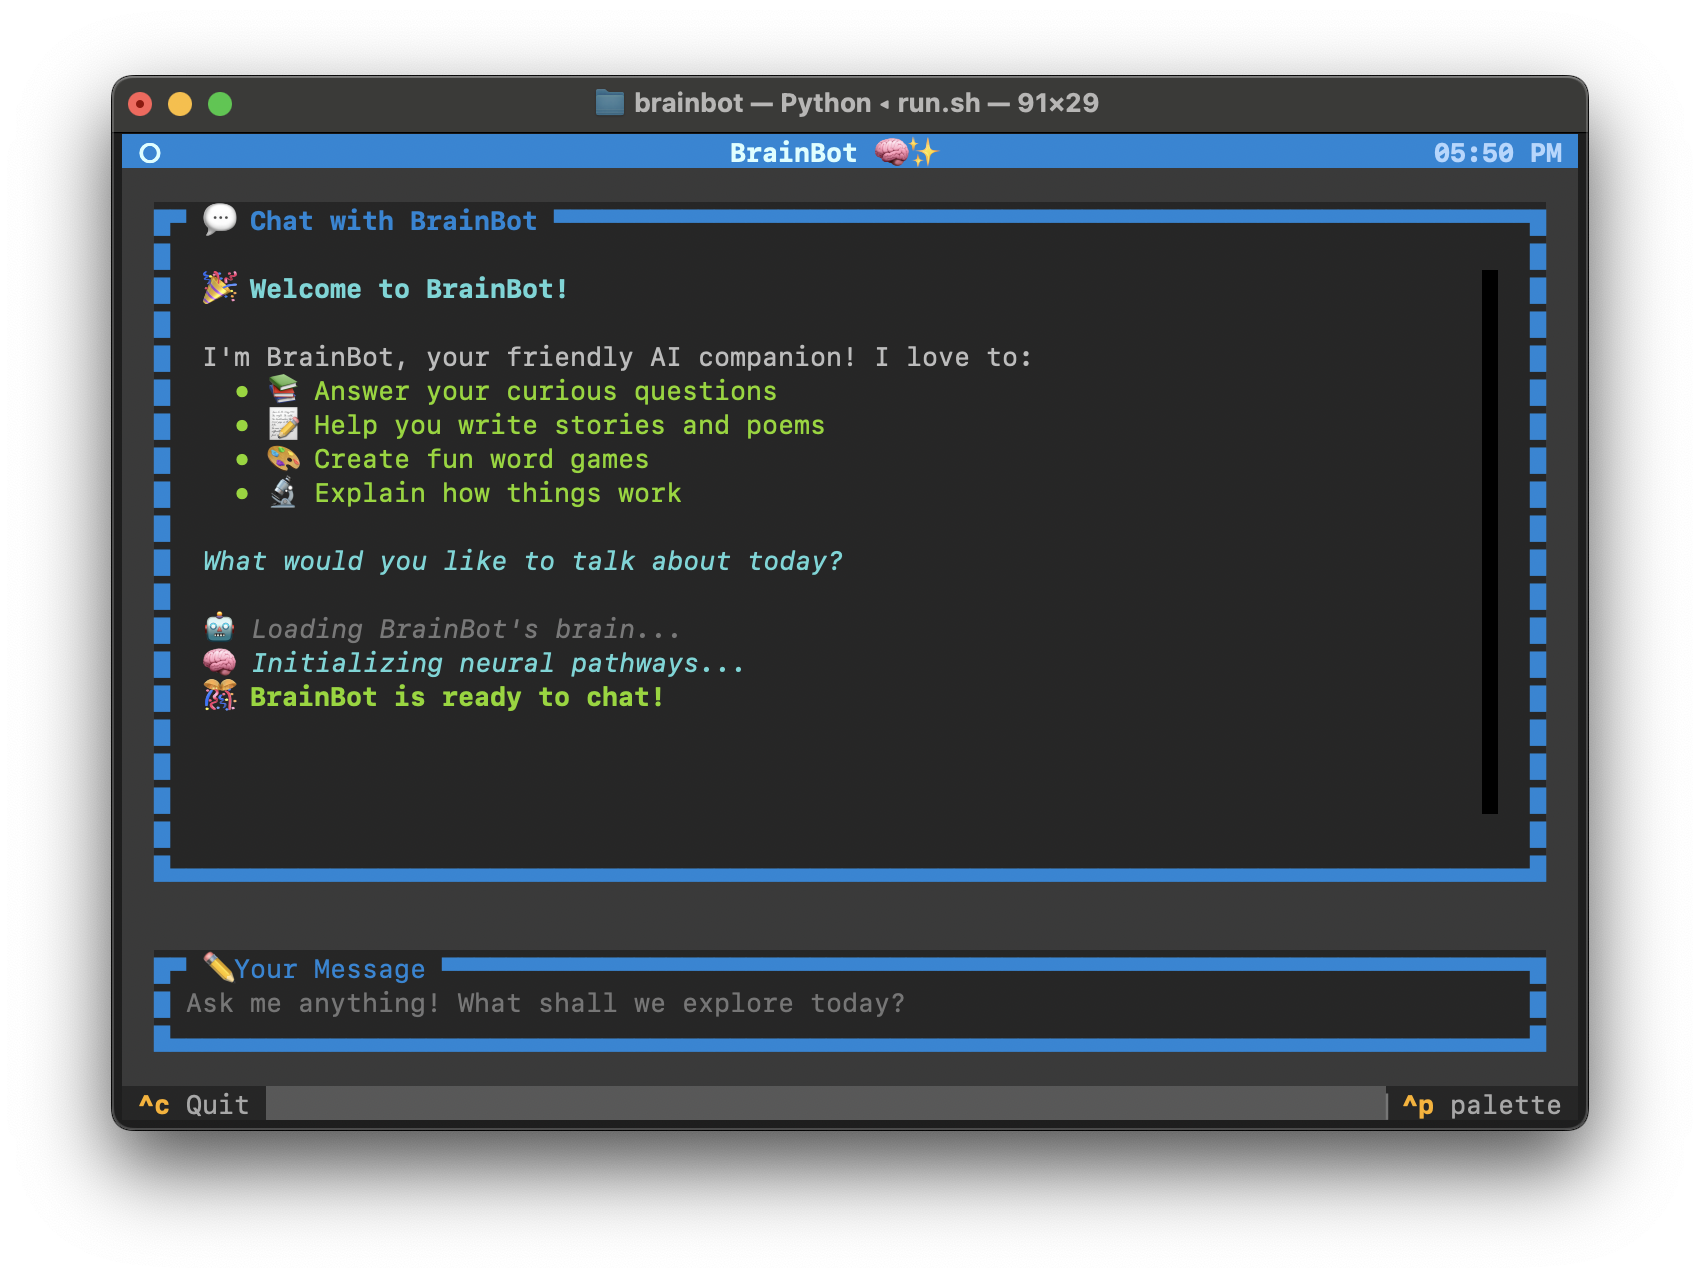 brainbot — Python ◂ run.sh — 91×29
BrainBot 🧠✨ 05:50 PM
💬 Chat with BrainBot
🎉 Welcome to BrainBot!
I'm BrainBot, your friendly AI companion! I love to:
• 📚 Answer your curious questions
• 📝 Help you write stories and poems
• 🎨 Create fun word games
• 🔬 Explain how things work
What would you like to talk about today?
🤖 Loading BrainBot's brain...
🧠 Initializing neural pathways...
🎊 BrainBot is ready to chat!
✏️Your Message
Ask me anything! What shall we explore today?
^c Quit ^p palette